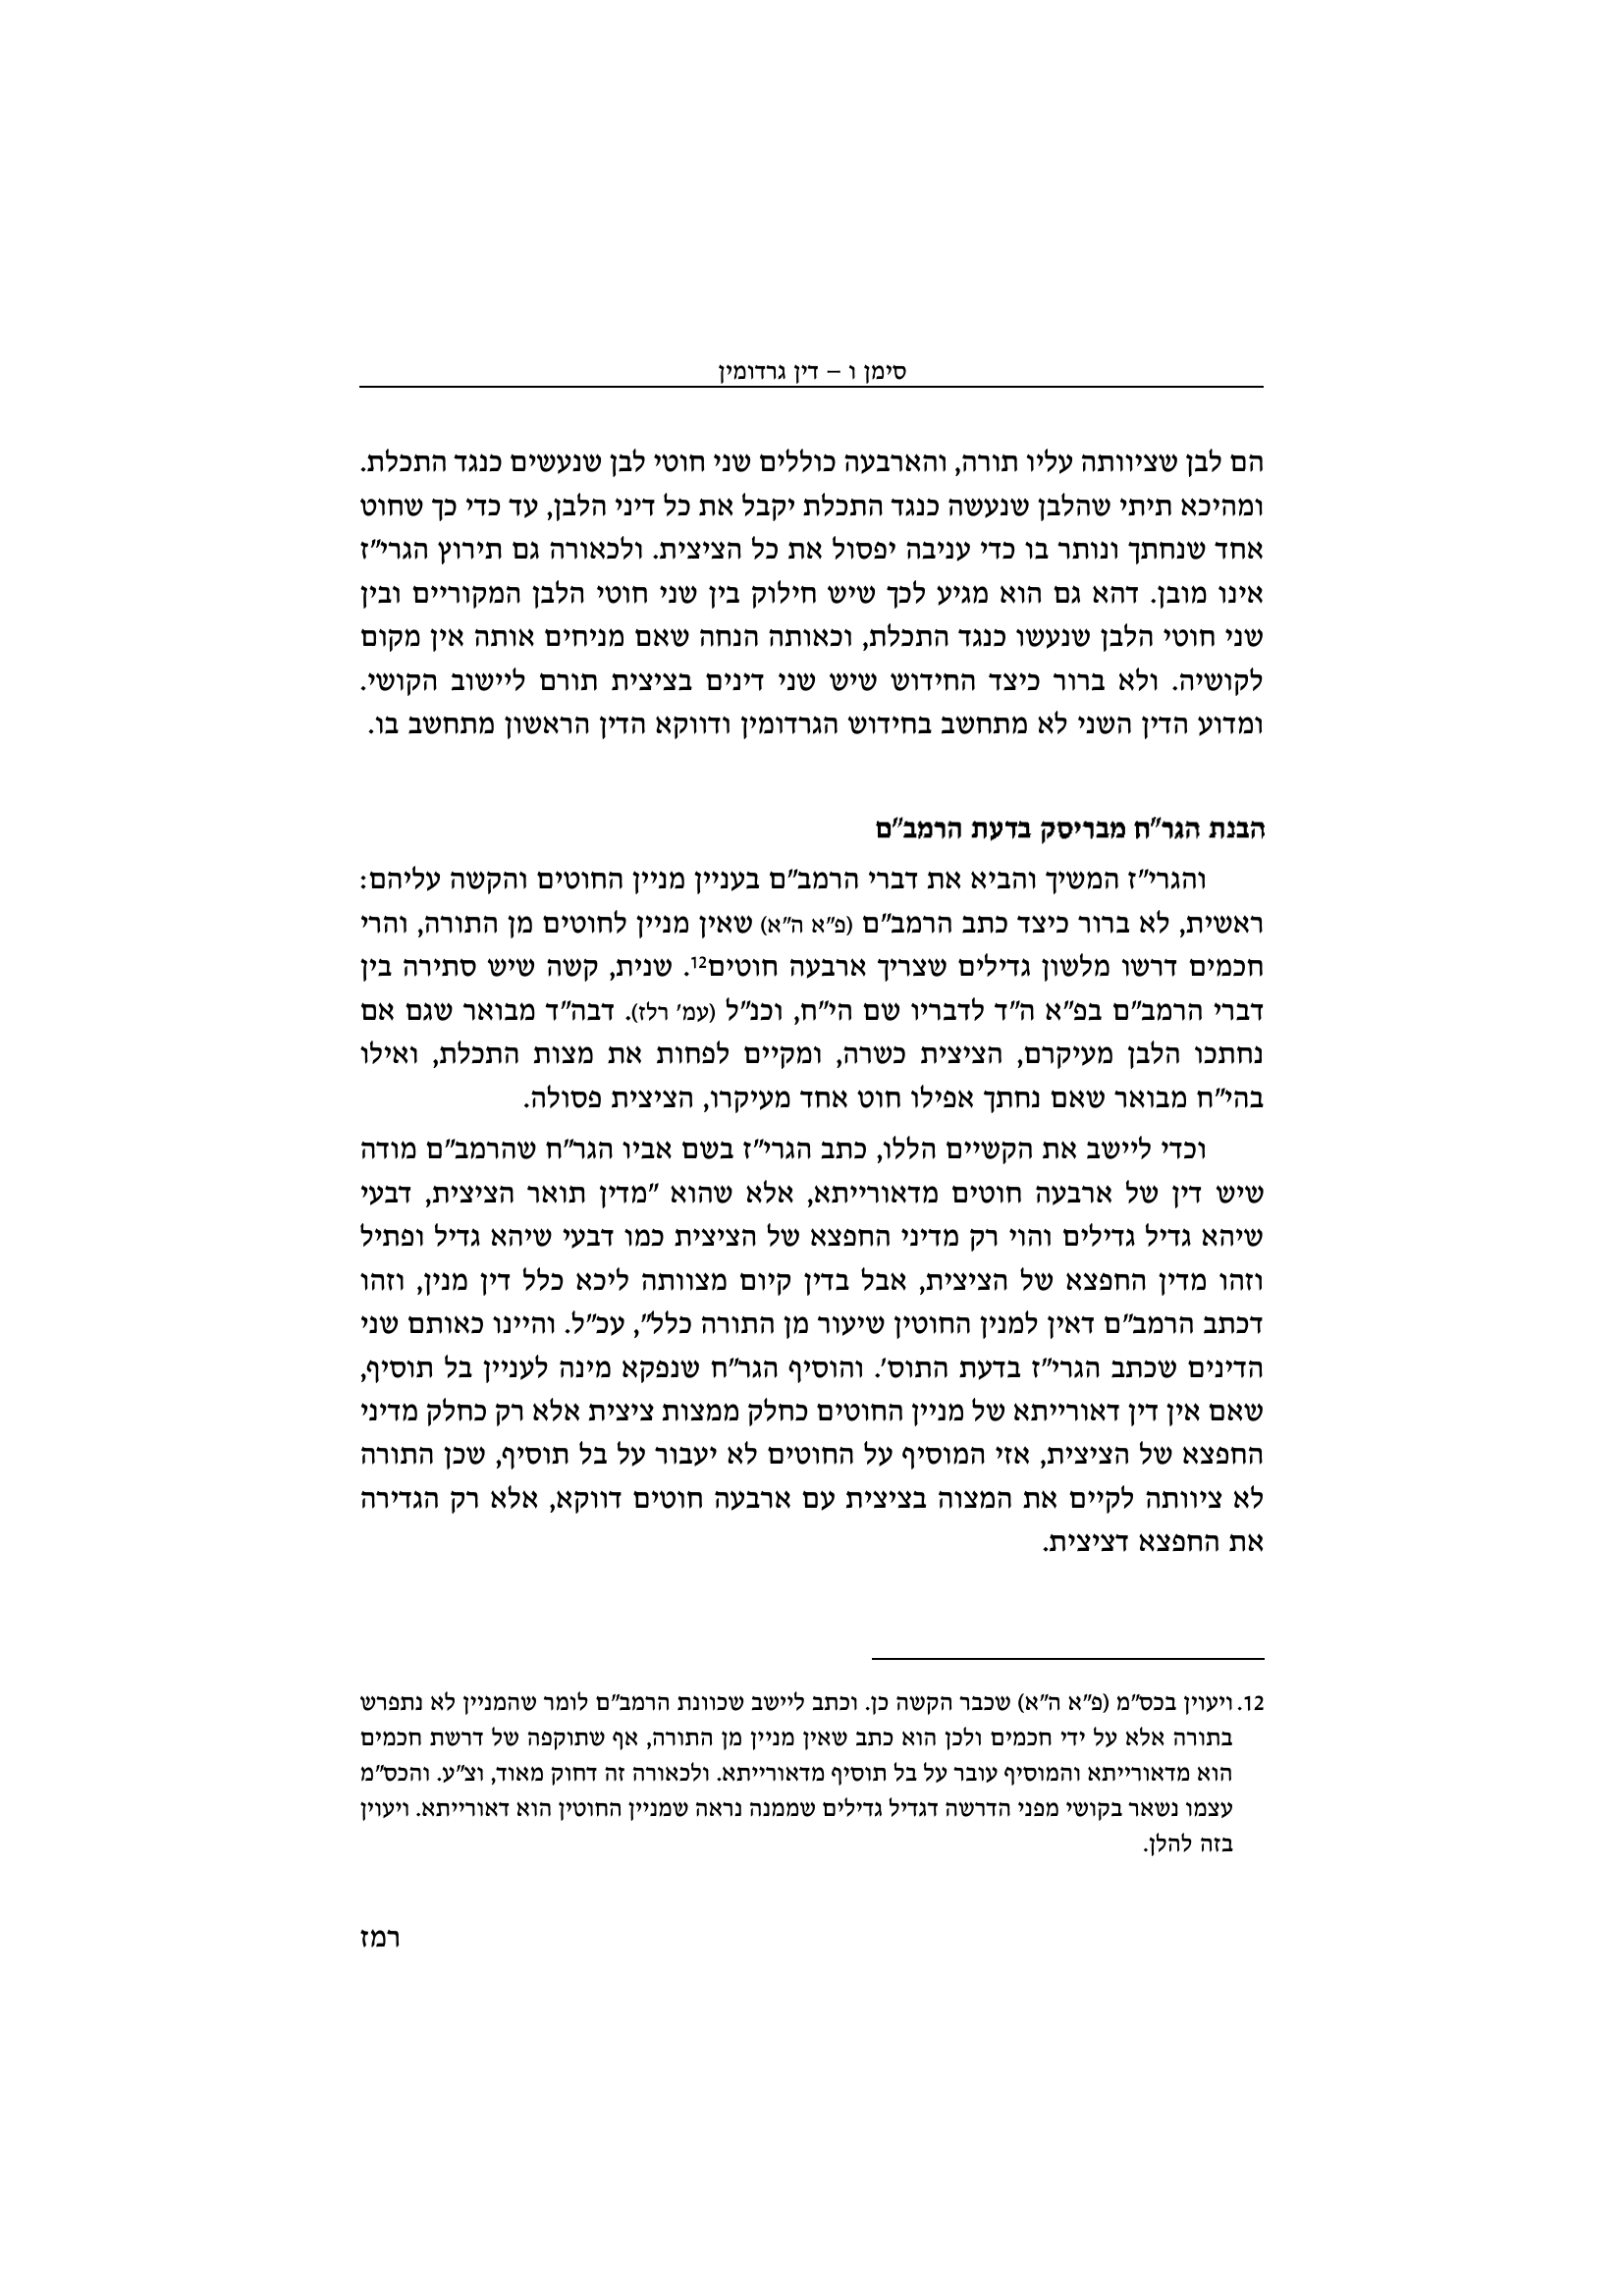 סימן ו – דין גרדומין
הם לבן שציוותה עליו תורה, והארבעה כוללים שני חוטי לבן שנעשים כנגד התכלת.
ומהיכא תיתי שהלבן שנעשה כנגד התכלת יקבל את כל דיני הלבן, עד כדי כך שחוט
אחד שנחתך ונותר בו כדי עניבה יפסול את כל הציצית. ולכאורה גם תירוץ הגרי״ז
אינו מובן. דהא גם הוא מגיע לכך שיש חילוק בין שני חוטי הלבן המקוריים ובין
שני חוטי הלבן שנעשו כנגד התכלת, וכאותה הנחה שאם מניחים אותה אין מקום
לקושיה. ולא ברור כיצד החידוש שיש שני דינים בציצית תורם ליישוב הקושי.
ומדוע הדין השני לא מתחשב בחידוש הגרדומין ודווקא הדין הראשון מתחשב בו.
הבנת הגר״ח מבריסק בדעת הרמב״ם
והגרי״ז המשיך והביא את דברי הרמב״ם בעניין מניין החוטים והקשה עליהם:
ראשית, לא ברור כיצד כתב הרמב״ם (פ״א ה״א) שאין מניין לחוטים מן התורה, והרי
חכמים דרשו מלשון גדילים שצריך ארבעה חוטים12. שנית, קשה שיש סתירה בין
דברי הרמב״ם בפ״א ה״ד לדבריו שם הי״ח, וכנ״ל (עמ׳ רלז). דבה״ד מבואר שגם אם
נחתכו הלבן מעיקרם, הציצית כשרה, ומקיים לפחות את מצות התכלת, ואילו
בהי״ח מבואר שאם נחתך אפילו חוט אחד מעיקרו, הציצית פסולה.
וכדי ליישב את הקשיים הללו, כתב הגרי״ז בשם אביו הגר״ח שהרמב״ם מודה
שיש דין של ארבעה חוטים מדאורייתא, אלא שהוא ״מדין תואר הציצית, דבעי
שיהא גדיל גדילים והוי רק מדיני החפצא של הציצית כמו דבעי שיהא גדיל ופתיל
וזהו מדין החפצא של הציצית, אבל בדין קיום מצוותה ליכא כלל דין מנין, וזהו
דכתב הרמב״ם דאין למנין החוטין שיעור מן התורה כלל״, עכ״ל. והיינו כאותם שני
הדינים שכתב הגרי״ז בדעת התוס׳. והוסיף הגר״ח שנפקא מינה לעניין בל תוסיף,
שאם אין דין דאורייתא של מניין החוטים כחלק ממצות ציצית אלא רק כחלק מדיני
החפצא של הציצית, אזי המוסיף על החוטים לא יעבור על בל תוסיף, שכן התורה
לא ציוותה לקיים את המצוה בציצית עם ארבעה חוטים דווקא, אלא רק הגדירה
את החפצא דציצית.
12. ויעוין בכס״מ (פ״א ה״א) שכבר הקשה כן. וכתב ליישב שכוונת הרמב״ם לומר שהמניין לא נתפרש
בתורה אלא על ידי חכמים ולכן הוא כתב שאין מניין מן התורה, אף שתוקפה של דרשת חכמים
הוא מדאורייתא והמוסיף עובר על בל תוסיף מדאורייתא. ולכאורה זה דחוק מאוד, וצ״ע. והכס״מ
עצמו נשאר בקושי מפני הדרשה דגדיל גדילים שממנה נראה שמניין החוטין הוא דאורייתא. ויעוין
בזה להלן.
רמז